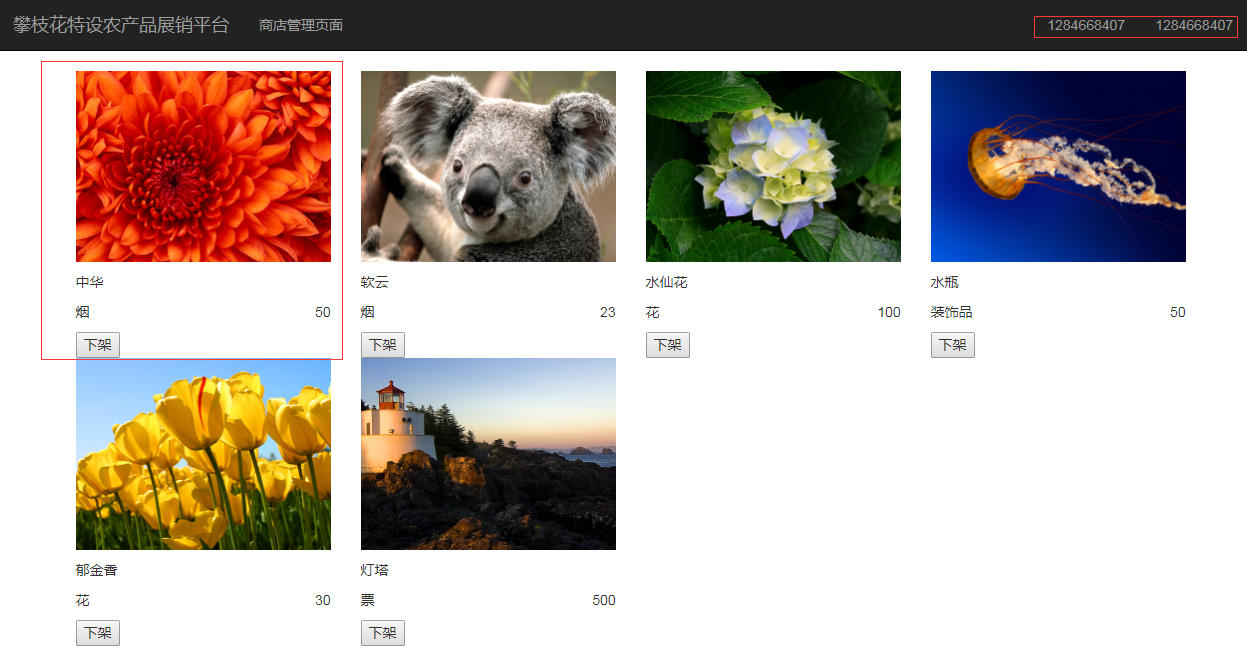 攀枝花特设农产品展销平台 商店管理页面 1284668407 1284668407
中华 软云 水仙花 水瓶
烟 50 烟 23 花 100 装饰品 50
下架 下架 下架 下架
郁金香 灯塔
花 30 票 500
下架 下架